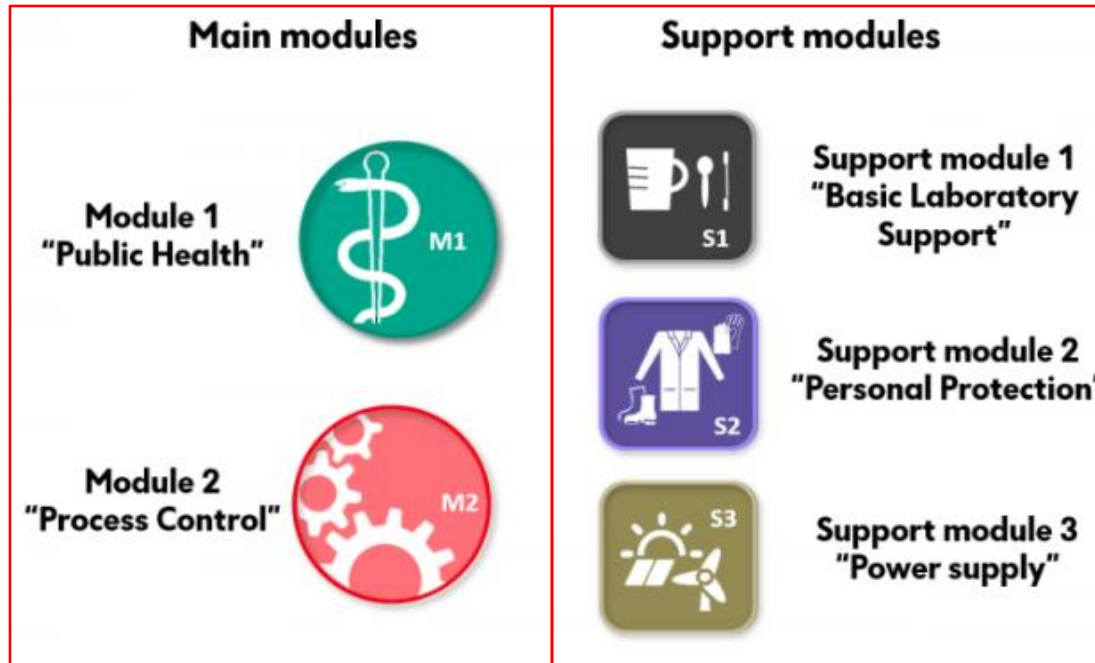 Main modules
Module 1
“Public Health”
M1
Module 2
“Process Control”
M2
Support modules
S1
Support module 1
“Basic Laboratory
Support”
S2
Support module 2
“Personal Protection”
S3
Support module 3
“Power supply”